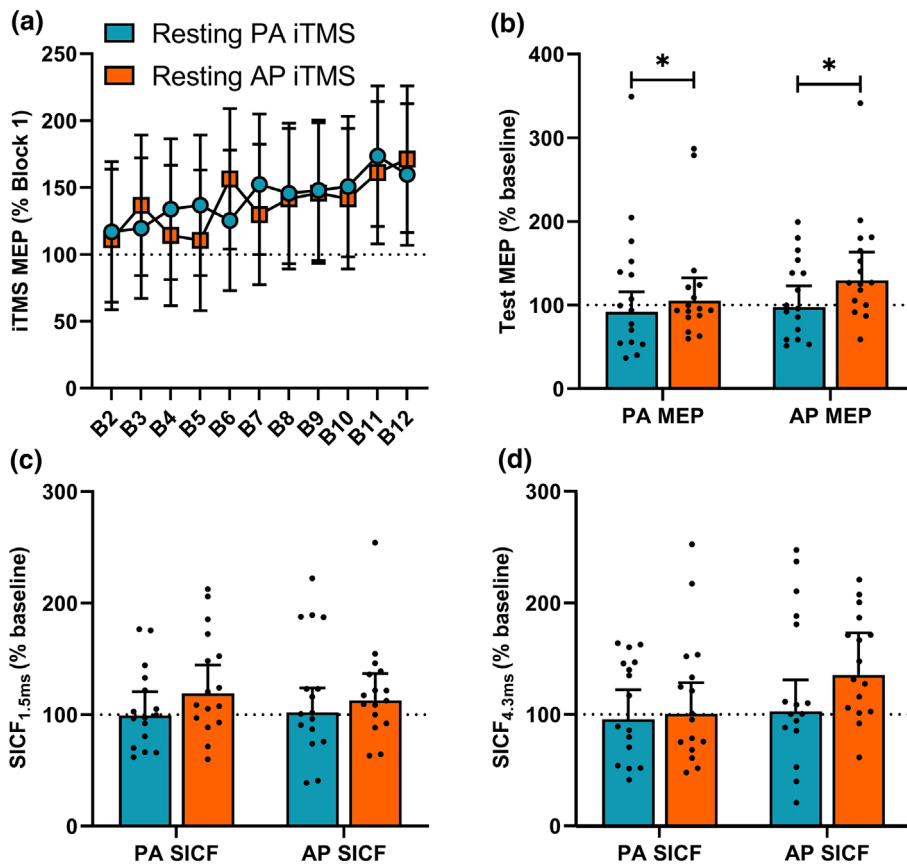 (a)
Resting PA iTMS
Resting AP iTMS
iTMS MEP (% Block 1)
250
200
150
100
50
0
B2 B3 B4 B5 B6 B7 B8 B9 B10 B11 B12
(b)
Test MEP (% baseline)
400
300
200
100
0
* *
PA MEP AP MEP
(c)
SICF1.5ms (% baseline)
300
200
100
0
PA SICF AP SICF
(d)
SICF4.3ms (% baseline)
300
200
100
0
PA SICF AP SICF